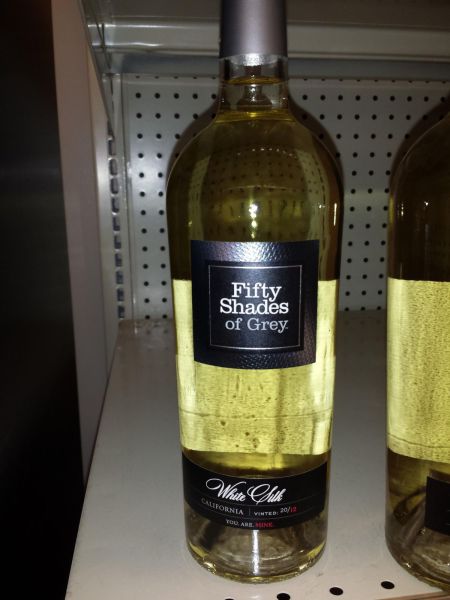 Fifty
Shades
of Grey
White Silk
CALIFORNIA | VINTED: 20/12
YOU. ARE. MINE.